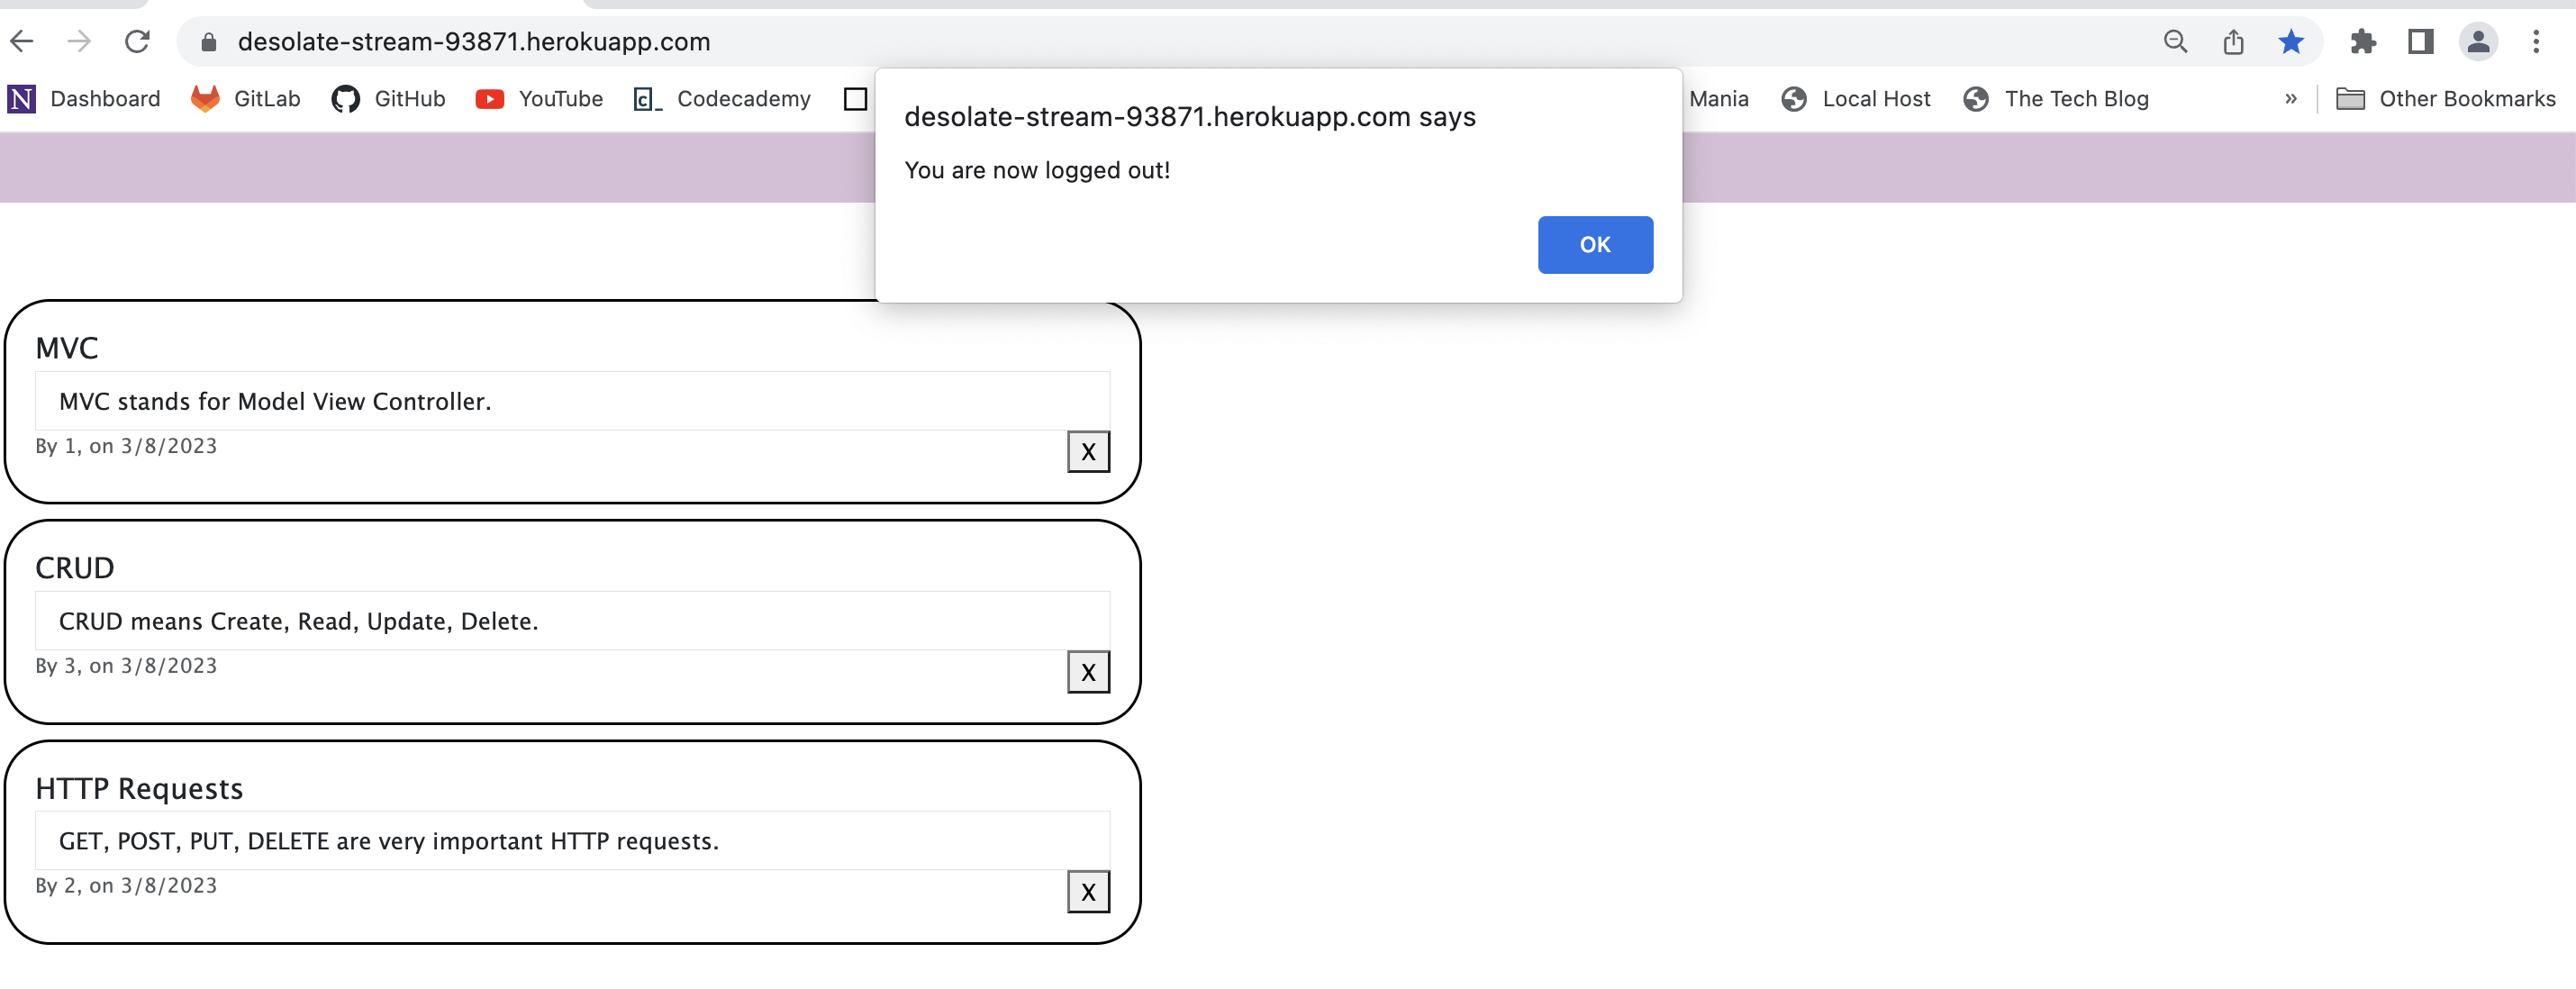 desolate-stream-93871.herokuapp.com
N Dashboard GitLab GitHub YouTube c_ Codecademy Mania Local Host The Tech Blog » Other Bookmarks
desolate-stream-93871.herokuapp.com says
You are now logged out!
OK
MVC
MVC stands for Model View Controller.
By 1, on 3/8/2023
X
CRUD
CRUD means Create, Read, Update, Delete.
By 3, on 3/8/2023
X
HTTP Requests
GET, POST, PUT, DELETE are very important HTTP requests.
By 2, on 3/8/2023
X